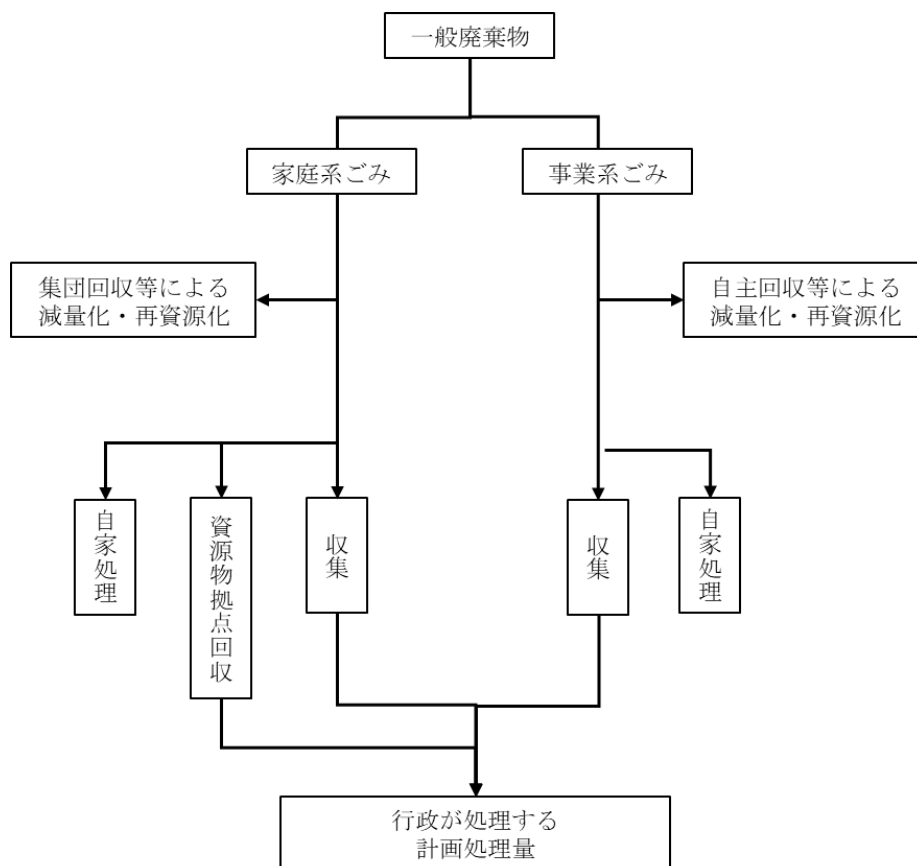 一般廃棄物
家庭系ごみ
事業系ごみ
集団回収等による
減量化・再資源化
自主回収等による
減量化・再資源化
自家処理
資源物拠点回収
収集
収集
自家処理
行政が処理する
計画処理量